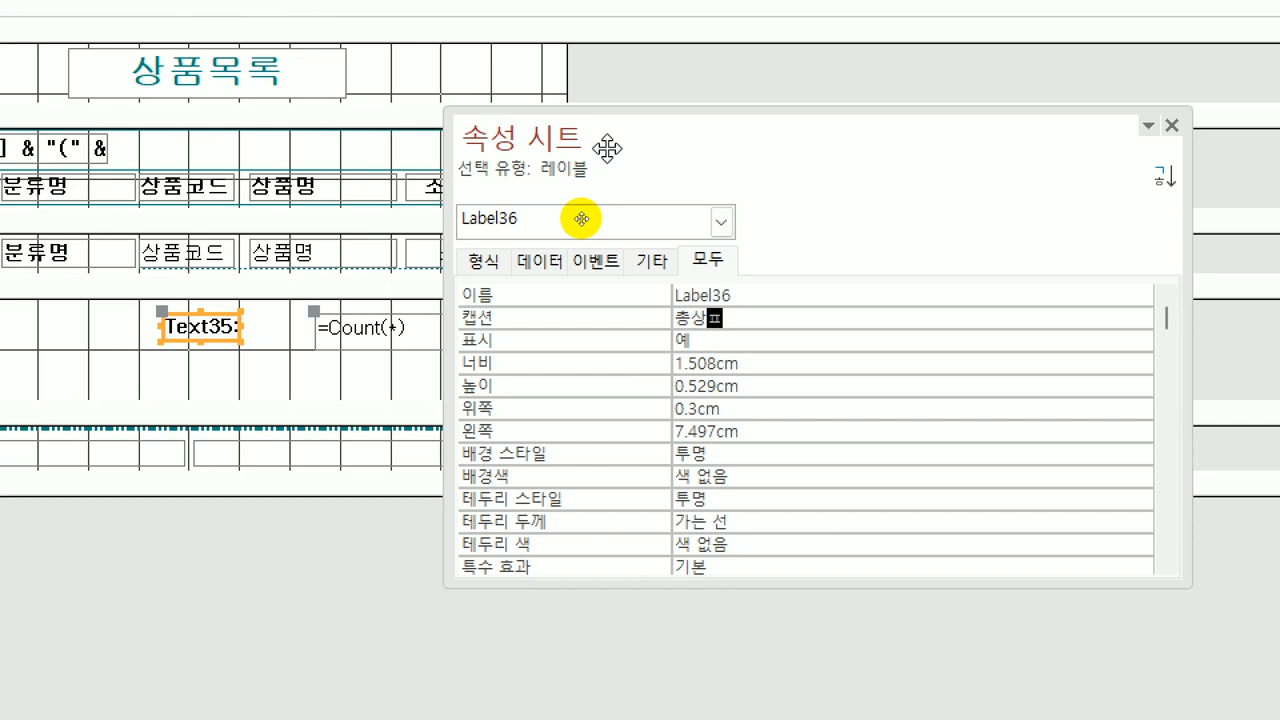 상품목록
] & "(" &
분류명 상품코드 상품명 소
분류명 상품코드 상품명
Text35: =Count(*)
속성 시트
선택 유형: 레이블
Label36
형식 데이터 이벤트 기타 모두
이름 Label36
캡션 총상ㅍ
표시 예
너비 1.508cm
높이 0.529cm
위쪽 0.3cm
왼쪽 7.497cm
배경 스타일 투명
배경색 색 없음
테두리 스타일 투명
테두리 두께 가는 선
테두리 색 색 없음
특수 효과 기본